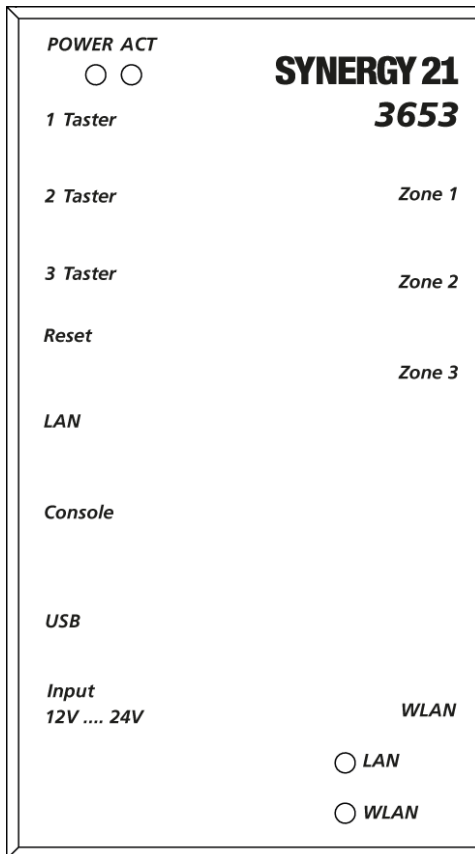 POWER ACT
SYNERGY 21
3653
1 Taster
2 Taster
Zone 1
3 Taster
Zone 2
Reset
Zone 3
LAN
Console
USB
Input
12V .... 24V
WLAN
LAN
WLAN